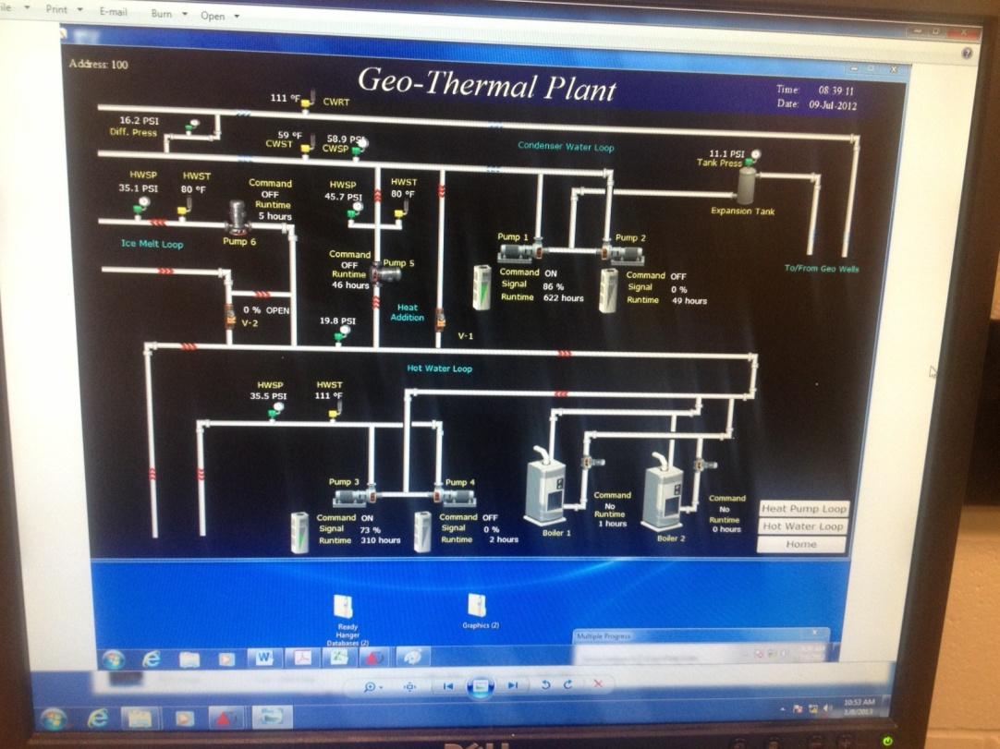 Print
E-mail
Burn
Open
Address: 100
Geo-Thermal Plant
Time: 08:39:11
Date: 09-Jul-2012
111 °F CWRT
16.2 PSI
Diff. Press
59 °F
CWST
58.9 PSI
CWSP
Condenser Water Loop
11.1 PSI
Tank Press
Expansion Tank
HWSP
35.1 PSI
HWST
80 °F
Command
OFF
Runtime
5 hours
Pump 6
Ice Melt Loop
HWSP
45.7 PSI
HWST
80 °F
Command
OFF
Runtime
46 hours
Pump 5
Pump 1
Command ON
Signal 86 %
Runtime 622 hours
Pump 2
Command OFF
Signal 0 %
Runtime 49 hours
To/From Geo Wells
0 % OPEN
V-2
19.8 PSI
Heat
Addition
V-1
Hot Water Loop
HWSP
35.5 PSI
HWST
111 °F
Pump 3
Command ON
Signal 73 %
Runtime 310 hours
Pump 4
Command OFF
Signal 0 %
Runtime 2 hours
Boiler 1
Command
No
Runtime
1 hours
Boiler 2
Command
No
Runtime
0 hours
Heat Pump Loop
Hot Water Loop
Home
Ready
Hanger
Databases (2)
Graphics (2)
Multiple Progress
10:53 AM
1/8/2013
DELL